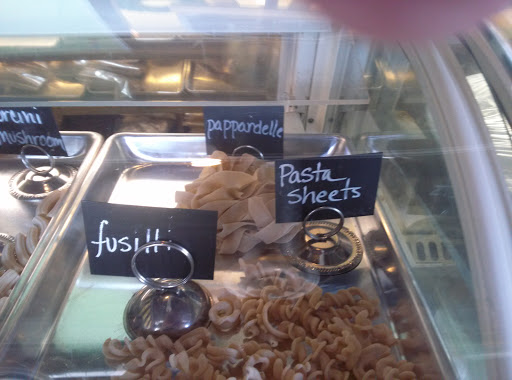 mushroom
pappardelle
Pasta
Sheets
fusilli